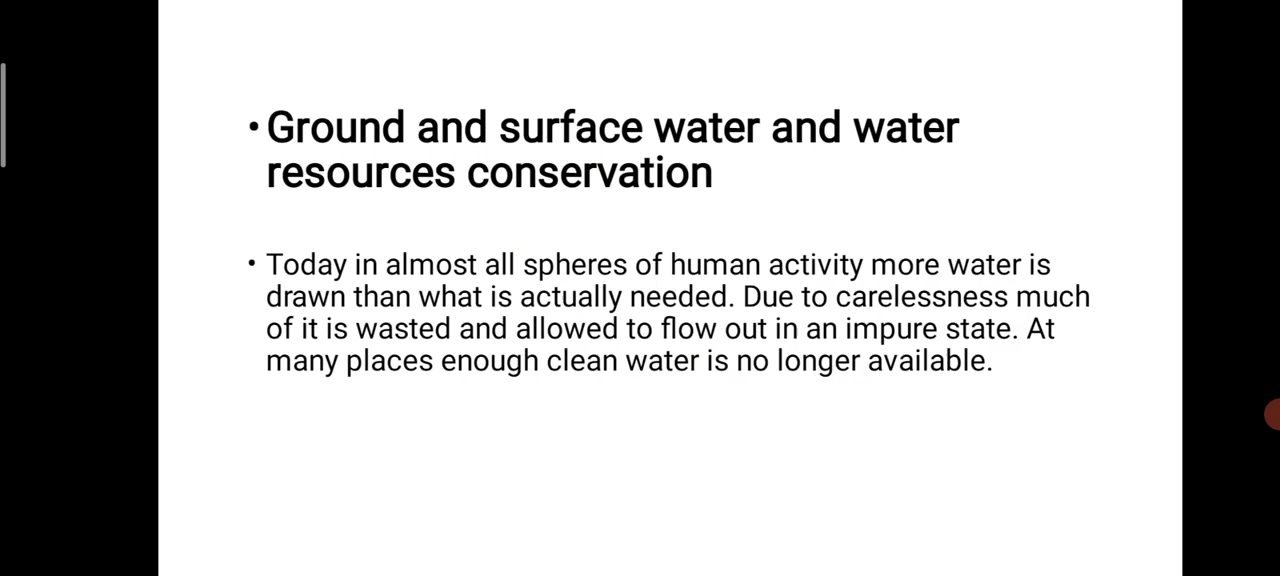 • Ground and surface water and water
resources conservation
• Today in almost all spheres of human activity more water is
drawn than what is actually needed. Due to carelessness much
of it is wasted and allowed to flow out in an impure state. At
many places enough clean water is no longer available.